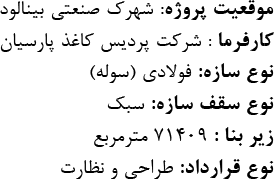 موقعیت پروژه: شهرک صنعتی بینالود
کارفرما : شرکت پردیس کاغذ پارسیان
نوع سازه: فولادی (سوله)
نوع سقف سازه: سبک
زیر بنا : ۷۱۴۰۹ مترمربع
نوع قرارداد: طراحی و نظارت